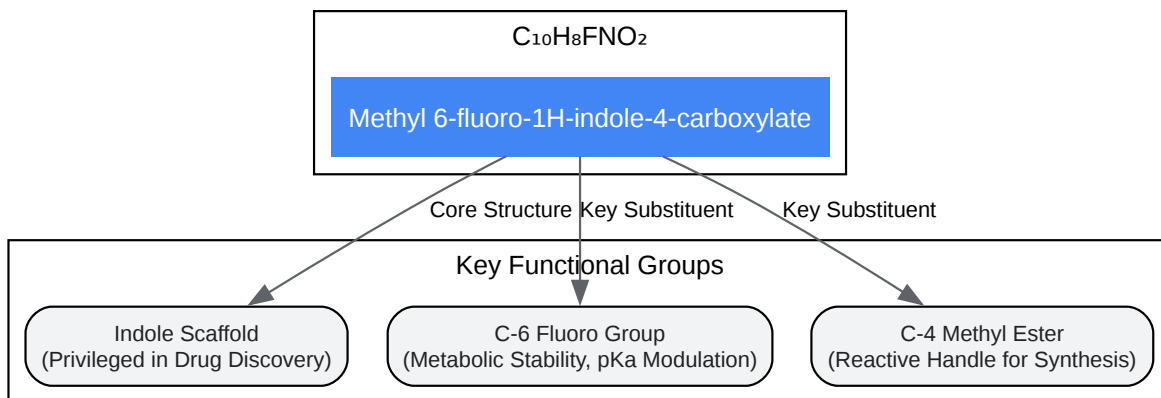 C₁₀H₈FNO₂
Methyl 6-fluoro-1H-indole-4-carboxylate
Core Structure
Key Substituent
Key Substituent
Key Functional Groups
Indole Scaffold
(Privileged in Drug Discovery)
C-6 Fluoro Group
(Metabolic Stability, pKa Modulation)
C-4 Methyl Ester
(Reactive Handle for Synthesis)